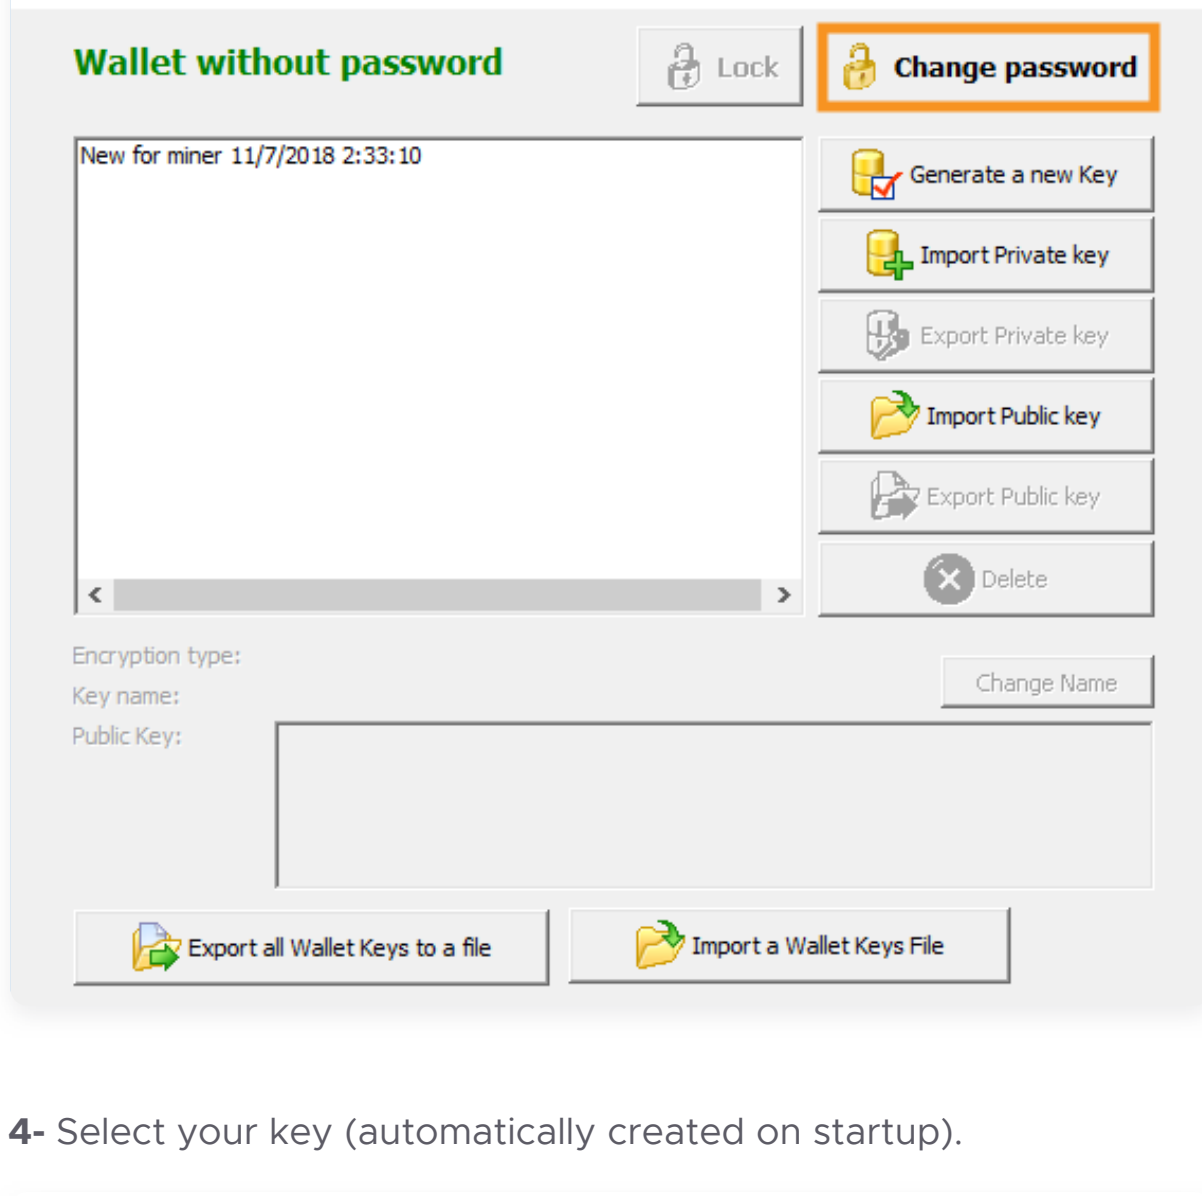 Wallet without password
Lock
Change password
New for miner 11/7/2018 2:33:10
Generate a new Key
Import Private key
Export Private key
Import Public key
Export Public key
Delete
Encryption type:
Change Name
Key name:
Public Key:
Export all Wallet Keys to a file
Import a Wallet Keys File
4- Select your key (automatically created on startup).